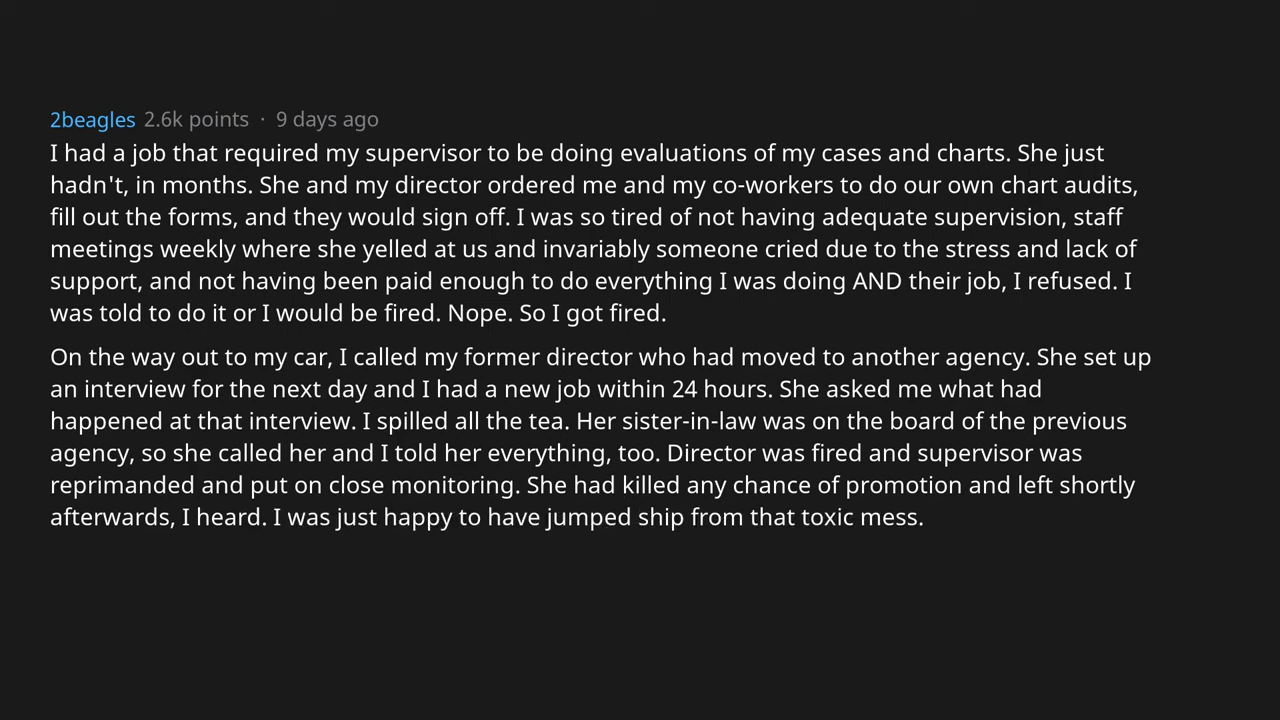 2beagles 2.6k points · 9 days ago
I had a job that required my supervisor to be doing evaluations of my cases and charts. She just
hadn't, in months. She and my director ordered me and my co-workers to do our own chart audits,
fill out the forms, and they would sign off. I was so tired of not having adequate supervision, staff
meetings weekly where she yelled at us and invariably someone cried due to the stress and lack of
support, and not having been paid enough to do everything I was doing AND their job, I refused. I
was told to do it or I would be fired. Nope. So I got fired.
On the way out to my car, I called my former director who had moved to another agency. She set up
an interview for the next day and I had a new job within 24 hours. She asked me what had
happened at that interview. I spilled all the tea. Her sister-in-law was on the board of the previous
agency, so she called her and I told her everything, too. Director was fired and supervisor was
reprimanded and put on close monitoring. She had killed any chance of promotion and left shortly
afterwards, I heard. I was just happy to have jumped ship from that toxic mess.